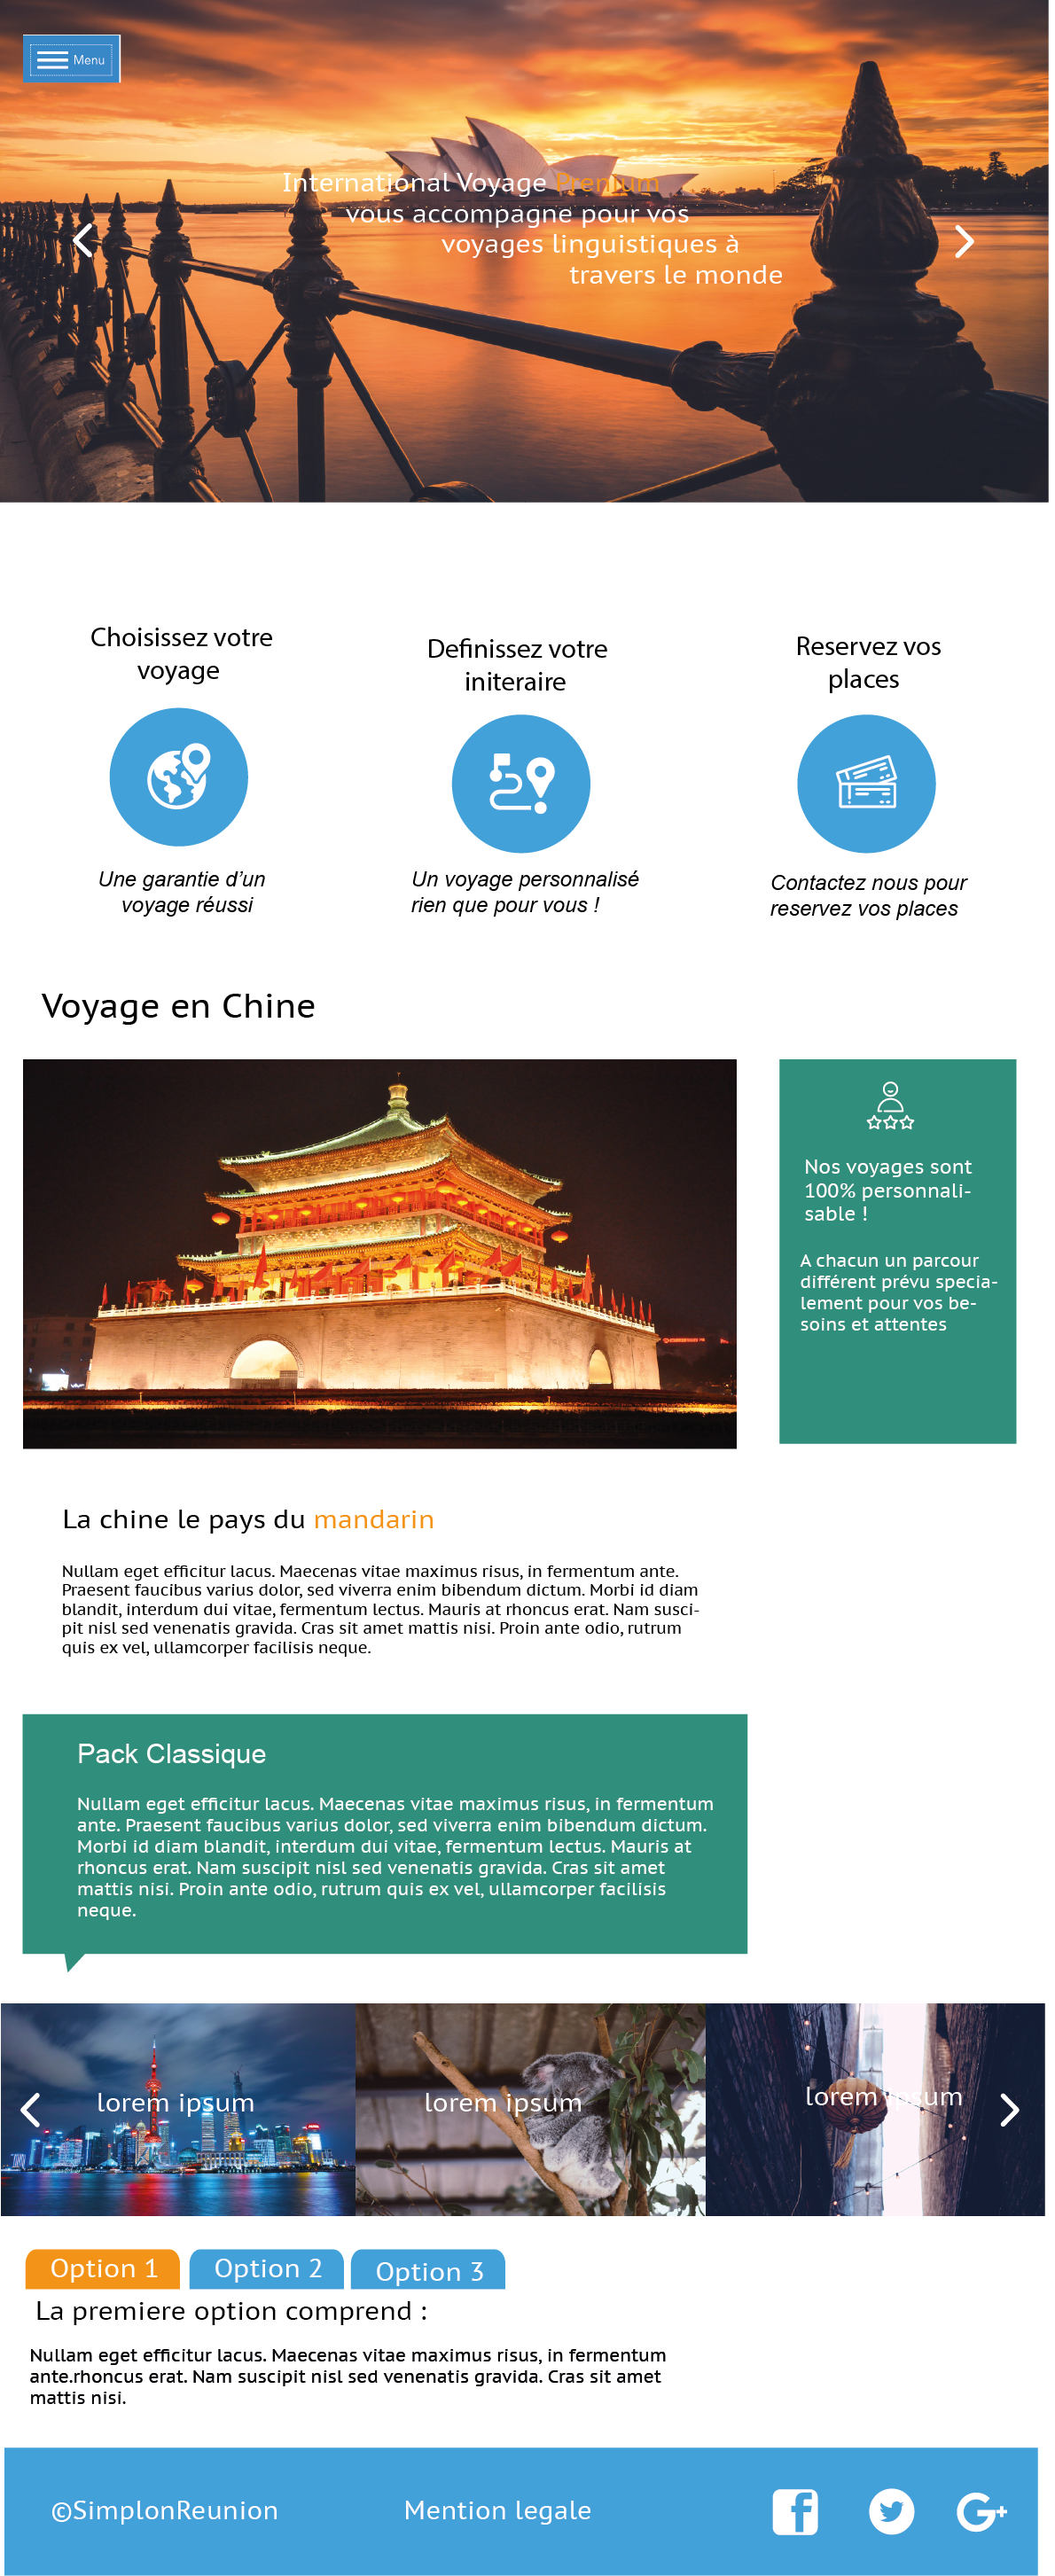 Menu
International Voyage Premium
vous accompagne pour vos
voyages linguistiques à
travers le monde
Choisissez votre
voyage
Definissez votre
initeraire
Reservez vos
places
Une garantie d'un
voyage réussi
Un voyage personnalisé
rien que pour vous !
Contactez nous pour
reservez vos places
Voyage en Chine
Nos voyages sont
100% personnali-
sable !
A chacun un parcour
différent prévu specia-
lement pour vos be-
soins et attentes
La chine le pays du mandarin
Nullam eget efficitur lacus. Maecenas vitae maximus risus, in fermentum ante.
Praesent faucibus varius dolor, sed viverra enim bibendum dictum. Morbi id diam
blandit, interdum dui vitae, fermentum lectus. Mauris at rhoncus erat. Nam susci-
pit nisl sed venenatis gravida. Cras sit amet mattis nisi. Proin ante odio, rutrum
quis ex vel, ullamcorper facilisis neque.
Pack Classique
Nullam eget efficitur lacus. Maecenas vitae maximus risus, in fermentum
ante. Praesent faucibus varius dolor, sed viverra enim bibendum dictum.
Morbi id diam blandit, interdum dui vitae, fermentum lectus. Mauris at
rhoncus erat. Nam suscipit nisl sed venenatis gravida. Cras sit amet
mattis nisi. Proin ante odio, rutrum quis ex vel, ullamcorper facilisis
neque.
lorem ipsum
lorem ipsum
lorem ipsum
Option 1
Option 2
Option 3
La premiere option comprend :
Nullam eget efficitur lacus. Maecenas vitae maximus risus, in fermentum
ante.rhoncus erat. Nam suscipit nisl sed venenatis gravida. Cras sit amet
mattis nisi.
©SimplonReunion
Mention legale